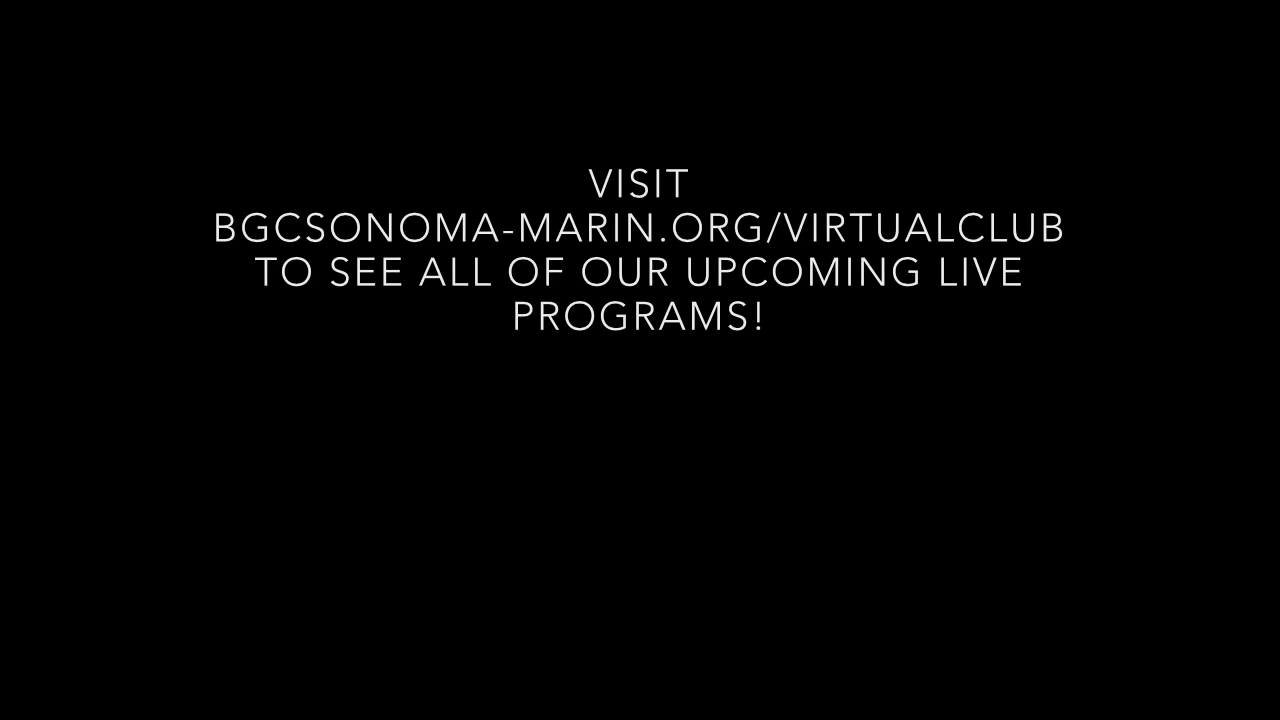 VISIT
BGCSONOMA-MARIN.ORG/VIRTUALCLUB
TO SEE ALL OF OUR UPCOMING LIVE
PROGRAMS!